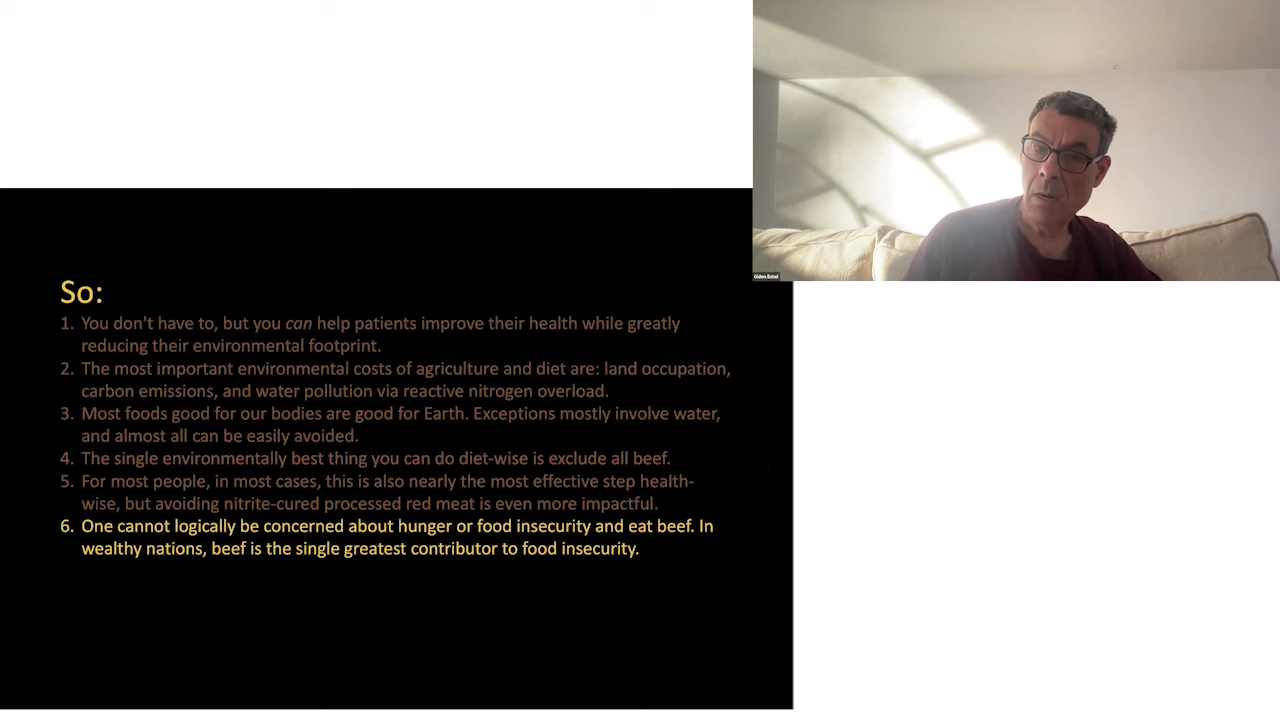 So:
1. You don't have to, but you can help patients improve their health while greatly
reducing their environmental footprint.
2. The most important environmental costs of agriculture and diet are: land occupation,
carbon emissions, and water pollution via reactive nitrogen overload.
3. Most foods good for our bodies are good for Earth. Exceptions mostly involve water,
and almost all can be easily avoided.
4. The single environmentally best thing you can do diet-wise is exclude all beef.
5. For most people, in most cases, this is also nearly the most effective step health-
wise, but avoiding nitrite-cured processed red meat is even more impactful.
6. One cannot logically be concerned about hunger or food insecurity and eat beef. In
wealthy nations, beef is the single greatest contributor to food insecurity.
Gidon Eshel